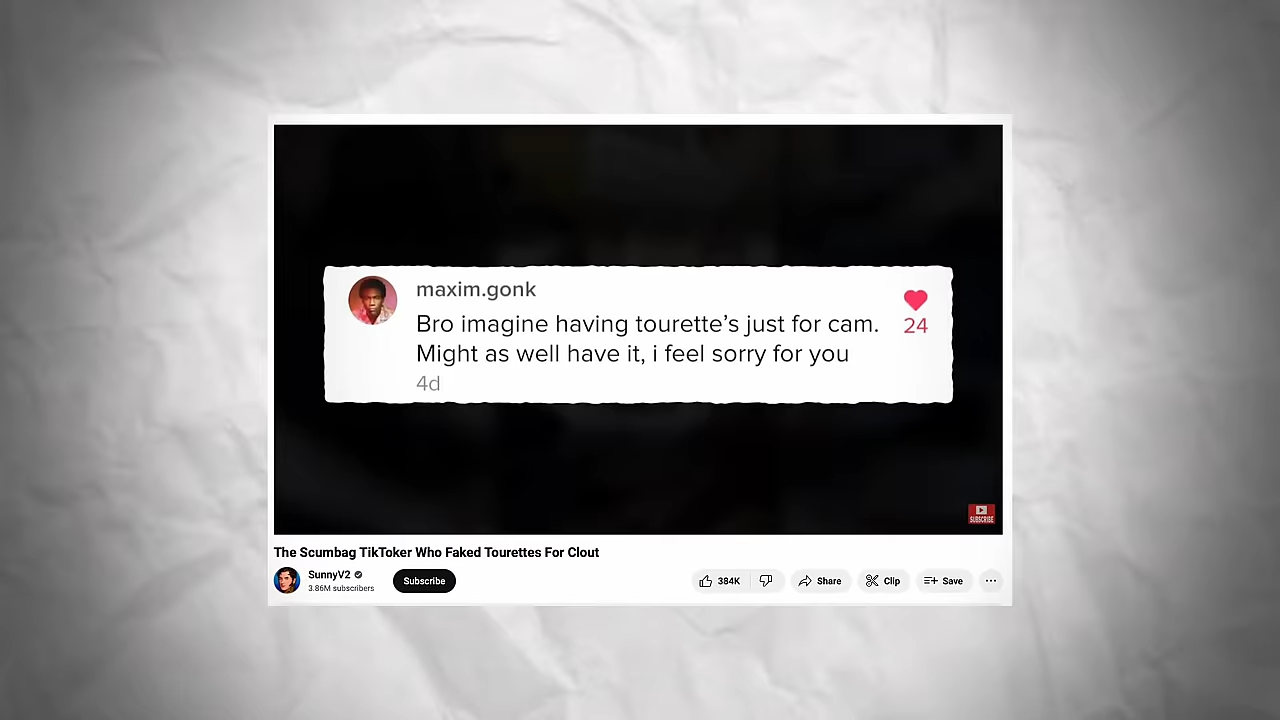 maxim.gonk
Bro imagine having tourette’s just for cam.
Might as well have it, i feel sorry for you
24
4d
SUBSCRIBE
The Scumbag TikToker Who Faked Tourettes For Clout
SunnyV2
3.86M subscribers
Subscribe
384K
Share
Clip
Save